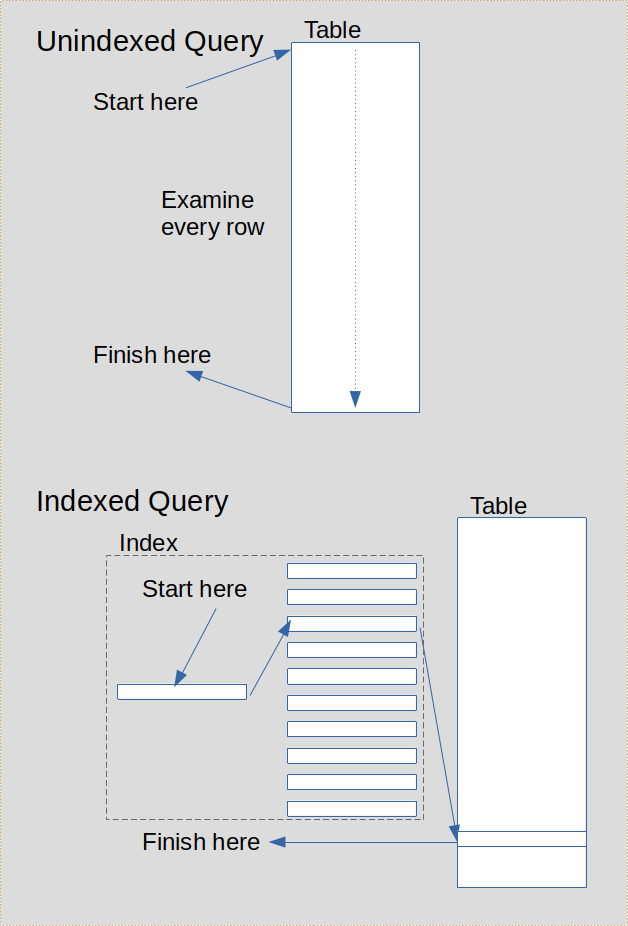 Unindexed Query
Table
Start here
Examine
every row
Finish here
Indexed Query
Table
Index
Start here
Finish here